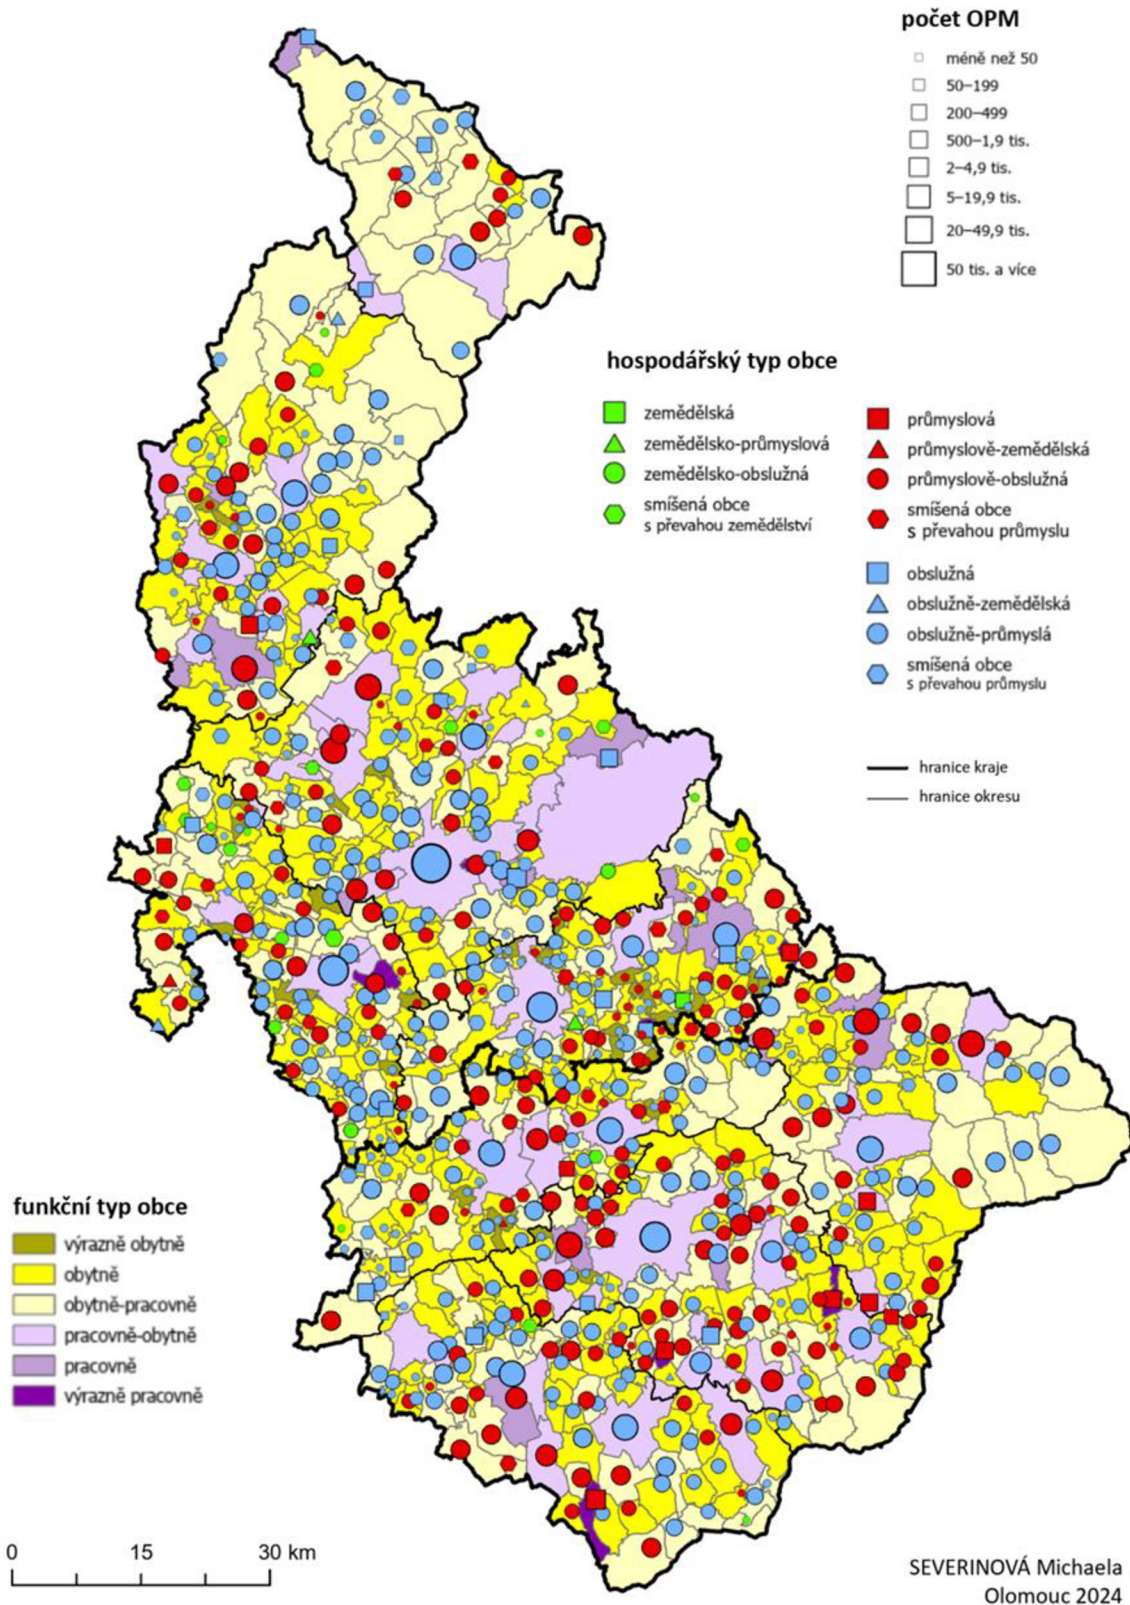 počet OPM
méně než 50
50–199
200–499
500–1,9 tis.
2–4,9 tis.
5–19,9 tis.
20–49,9 tis.
50 tis. a více
hospodářský typ obce
zemědělská
zemědělsko-průmyslová
zemědělsko-obslužná
smíšená obce
s převahou zemědělství
průmyslová
průmyslově-zemědělská
průmyslově-obslužná
smíšená obce
s převahou průmyslu
obslužná
obslužně-zemědělská
obslužně-průmyslá
smíšená obce
s převahou průmyslu
hranice kraje
hranice okresu
funkční typ obce
výrazně obytně
obytně
obytně-pracovně
pracovně-obytně
pracovně
výrazně pracovně
0 15 30 km
SEVERINOVÁ Michaela
Olomouc 2024